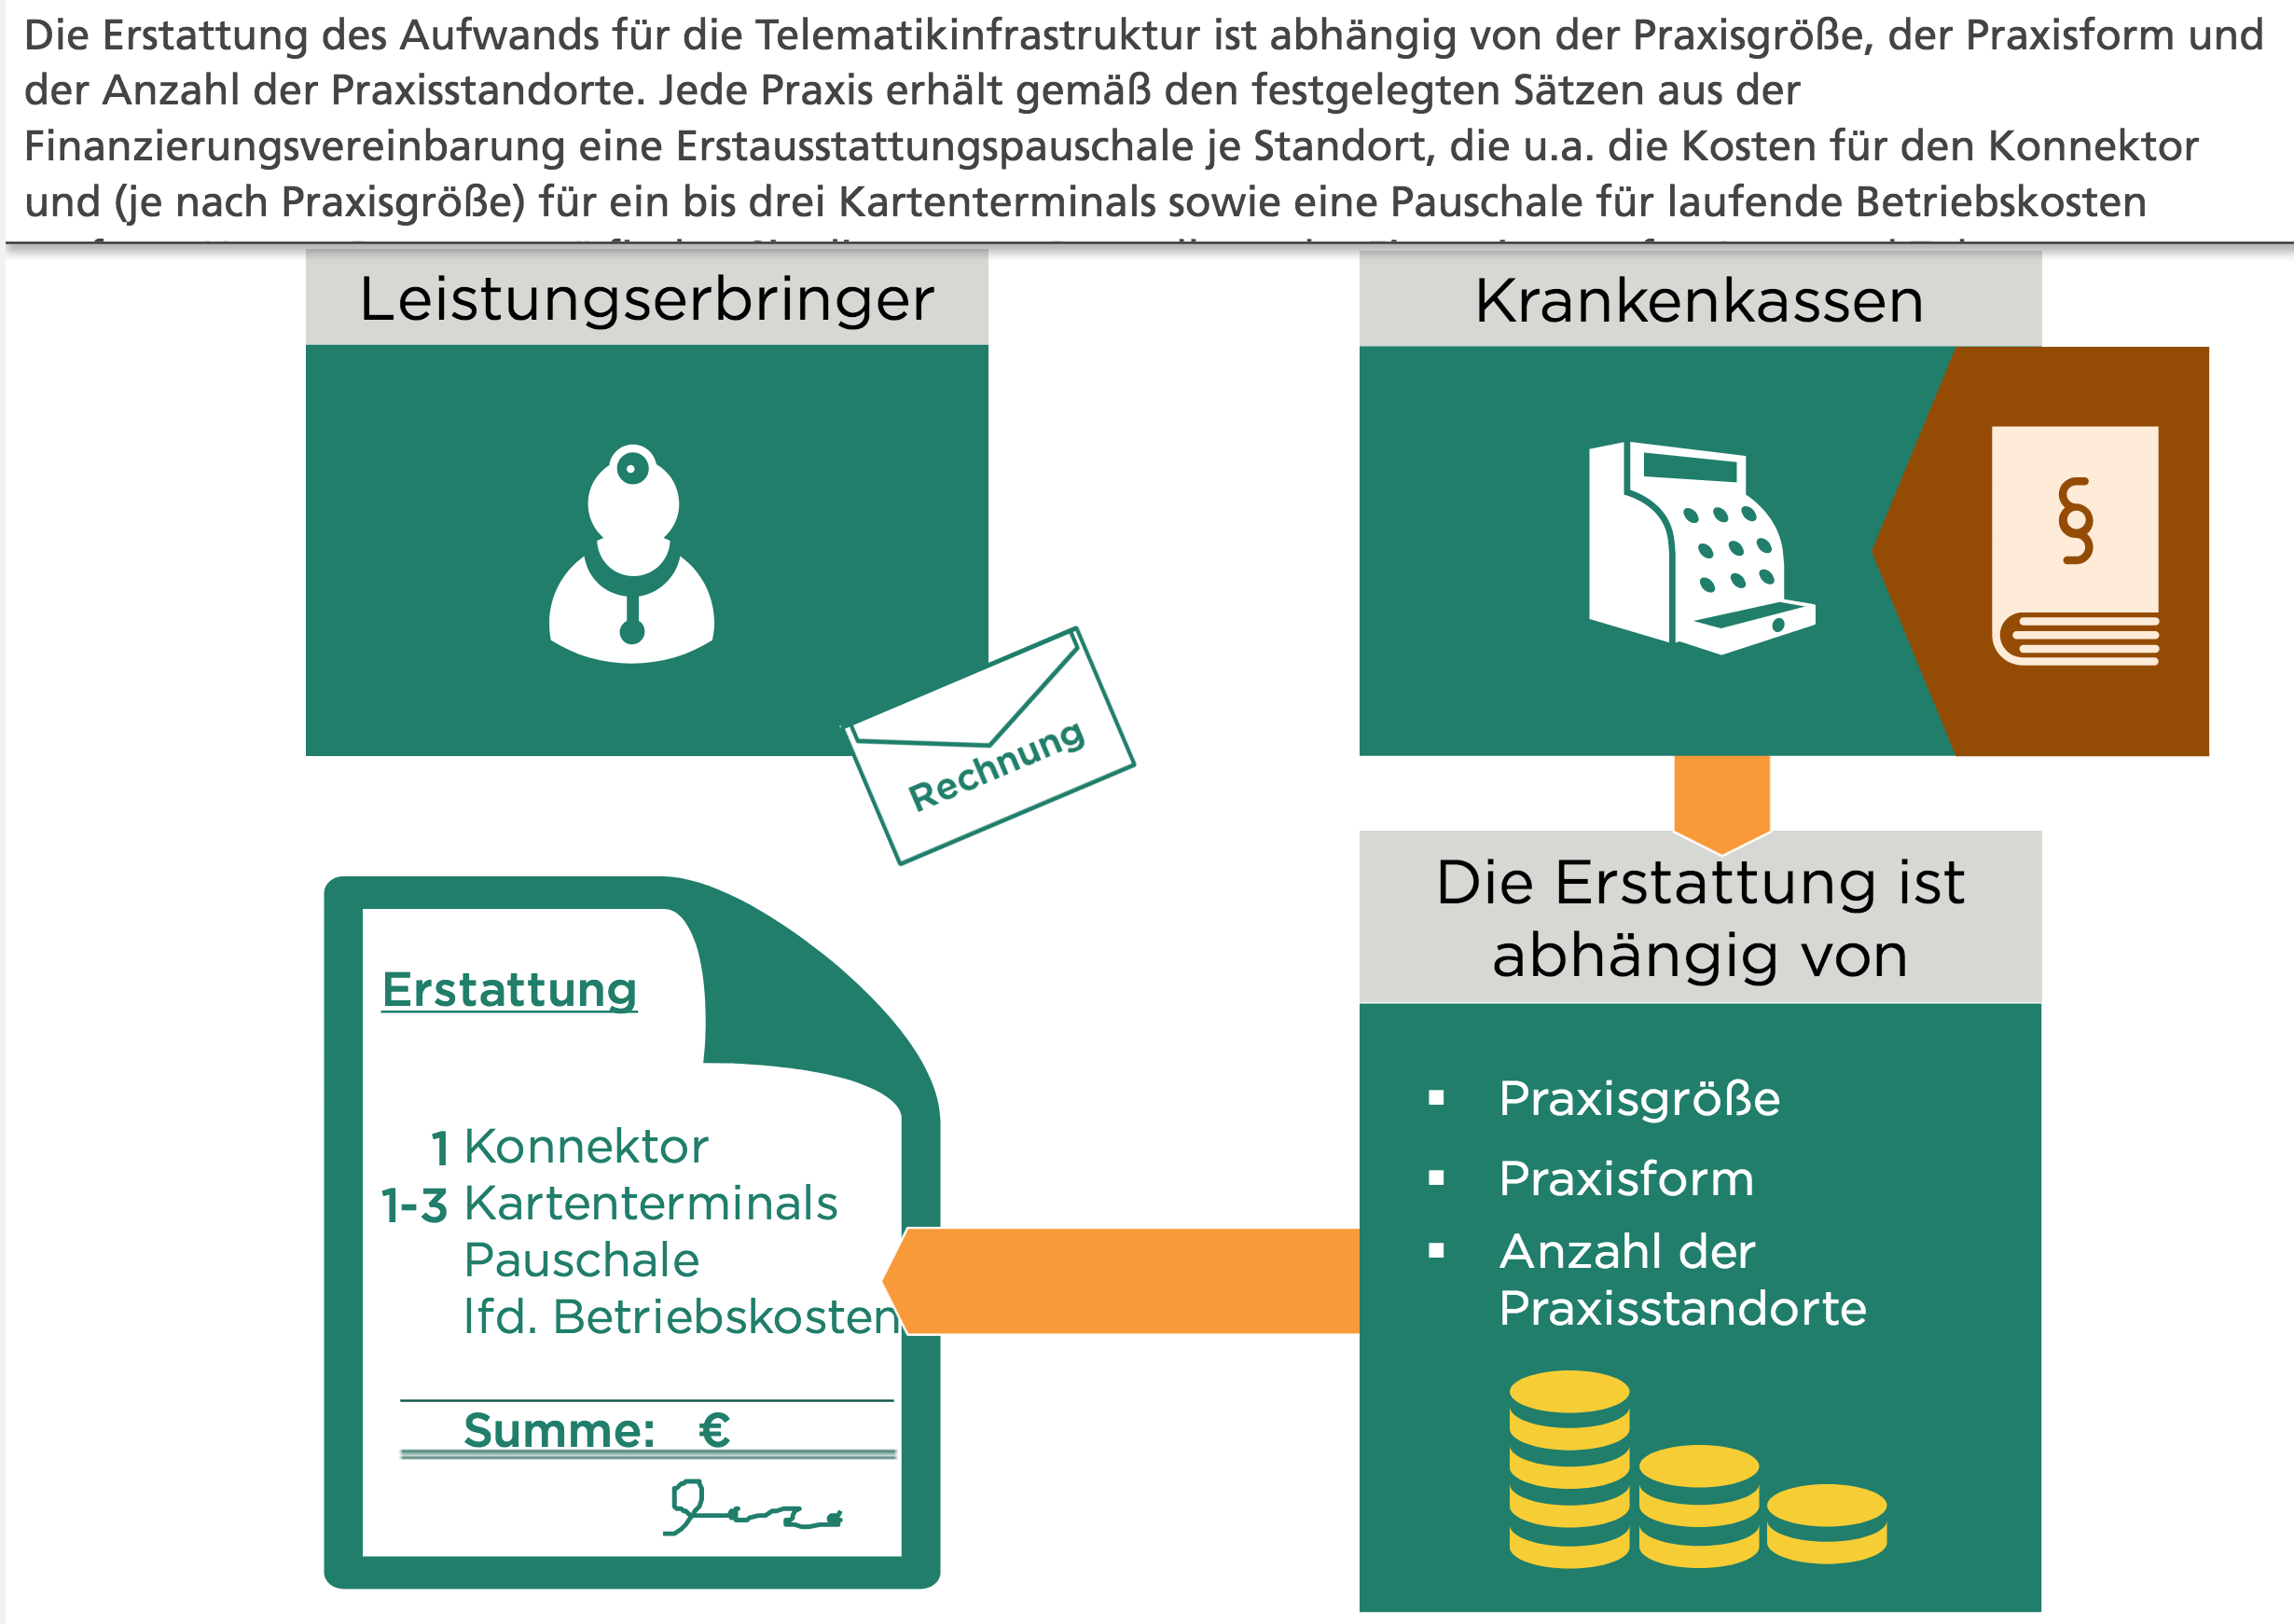 Die Erstattung des Aufwands für die Telematikinfrastruktur ist abhängig von der Praxisgröße, der Praxisform und
der Anzahl der Praxisstandorte. Jede Praxis erhält gemäß den festgelegten Sätzen aus der
Finanzierungsvereinbarung eine Erstausstattungspauschale je Standort, die u.a. die Kosten für den Konnektor
und (je nach Praxisgröße) für ein bis drei Kartenterminals sowie eine Pauschale für laufende Betriebskosten
Leistungserbringer
Krankenkassen
§
Rechnung
Die Erstattung ist
abhängig von
▪ Praxisgröße
▪ Praxisform
▪ Anzahl der
Praxisstandorte
Erstattung
1 Konnektor
1-3 Kartenterminals
Pauschale
lfd. Betriebskosten
Summe: €